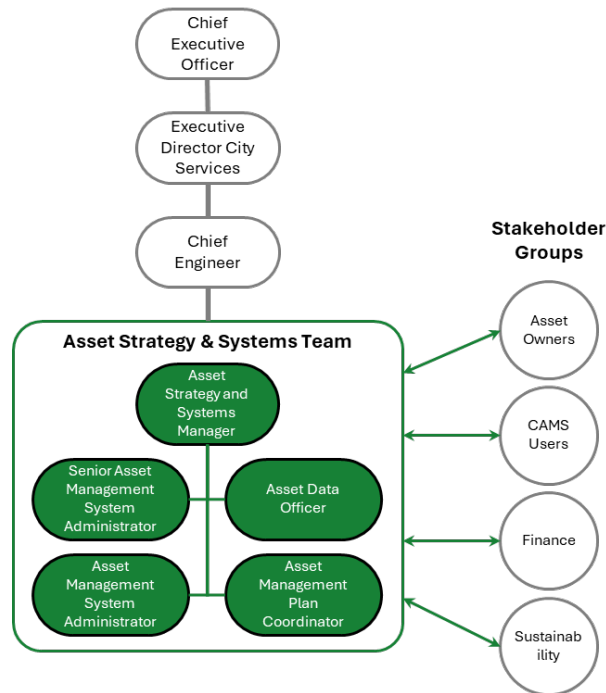 Chief
Executive
Officer
Executive
Director City
Services
Chief
Engineer
Stakeholder
Groups
Asset Strategy & Systems Team
Asset
Strategy and
Systems
Manager
Senior Asset
Management
System
Administrator
Asset Data
Officer
Asset
Management
System
Administrator
Asset
Management
Plan
Coordinator
Asset
Owners
CAMS
Users
Finance
Sustainab
ility